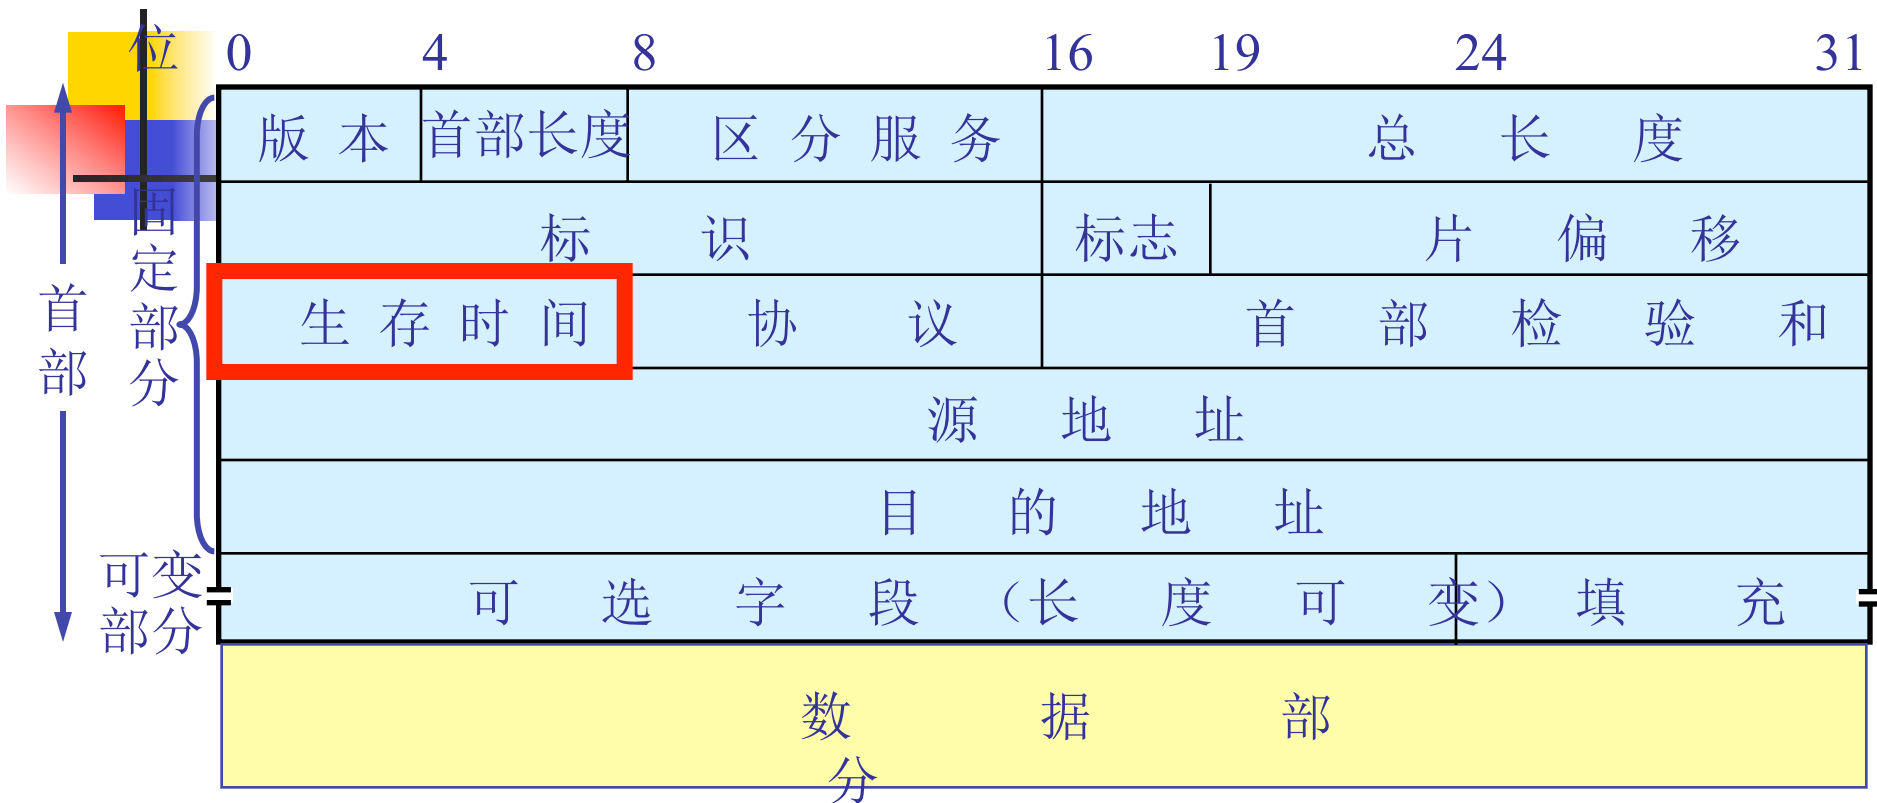 位 0 4 8 16 19 24 31
版本 首部长度 区分服务 总长度
标识 标志 片偏移
生存时间 协议 首部检验和
源地址
目的地址
可选字段（长度可变） 填充
数据部
分
首部
固定部分
可变
部分